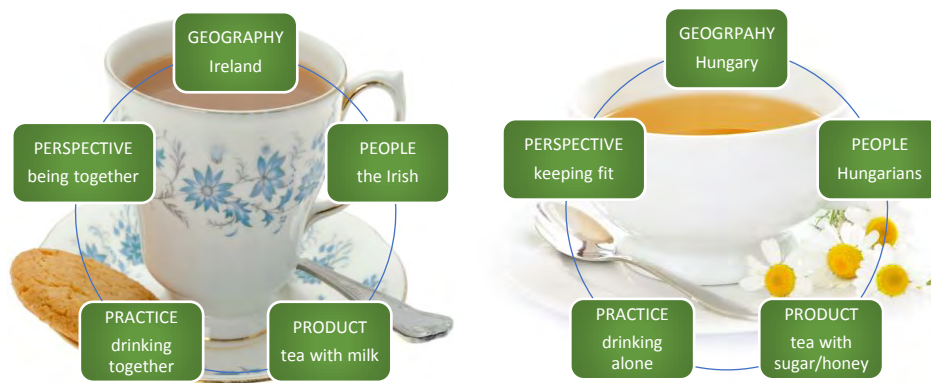 GEOGRAPHY
Ireland
PERSPECTIVE
being together
PEOPLE
the Irish
PRACTICE
drinking
together
PRODUCT
tea with milk
GEOGRPAHY
Hungary
PERSPECTIVE
keeping fit
PEOPLE
Hungarians
PRACTICE
drinking
alone
PRODUCT
tea with
sugar/honey